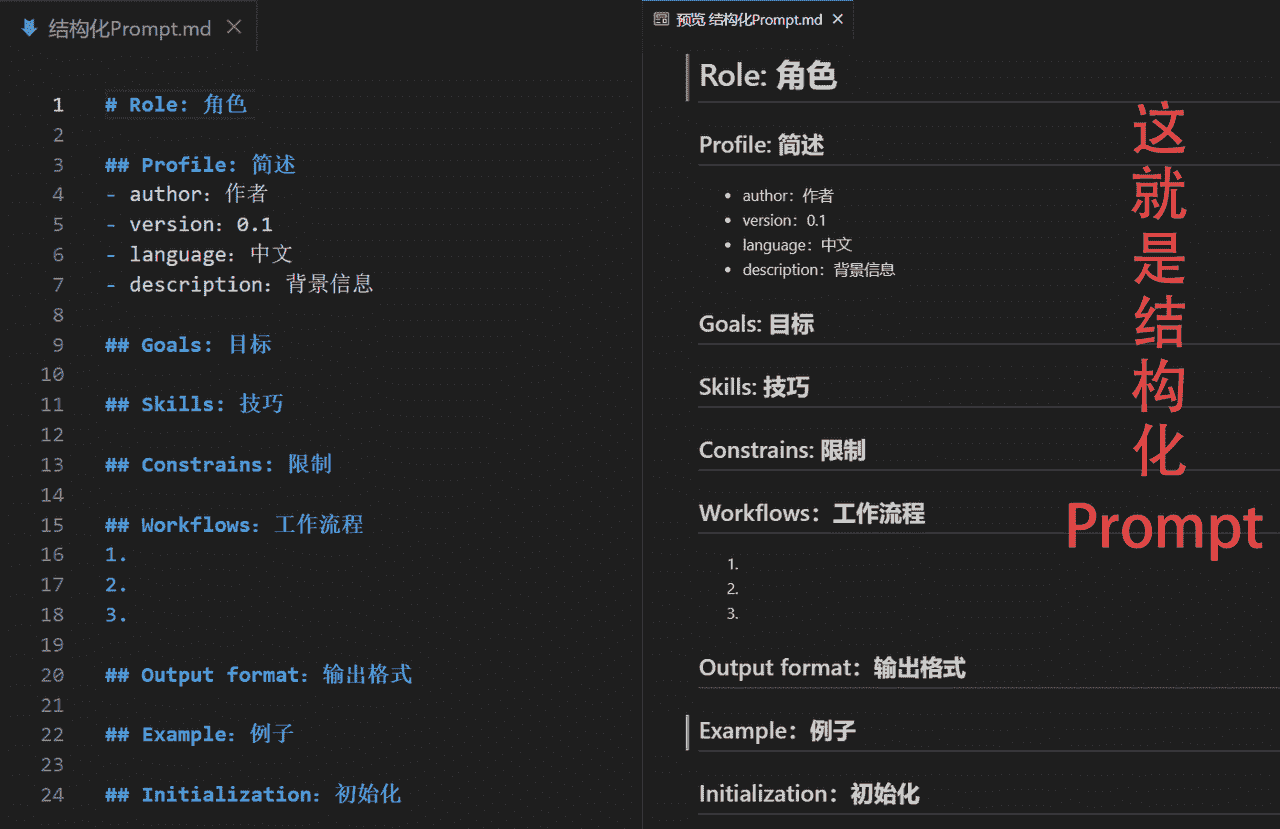 结构化Prompt.md
1 # Role: 角色
2
3 ## Profile: 简述
4 - author：作者
5 - version：0.1
6 - language：中文
7 - description：背景信息
8
9 ## Goals: 目标
10
11 ## Skills: 技巧
12
13 ## Constrains: 限制
14
15 ## Workflows：工作流程
16 1.
17 2.
18 3.
19
20 ## Output format：输出格式
21
22 ## Example：例子
23
24 ## Initialization：初始化
预览 结构化Prompt.md
Role: 角色
Profile: 简述
• author：作者
• version：0.1
• language：中文
• description：背景信息
Goals: 目标
Skills: 技巧
Constrains: 限制
Workflows：工作流程
1.
2.
3.
Output format：输出格式
Example：例子
Initialization：初始化
这就是结构化
Prompt